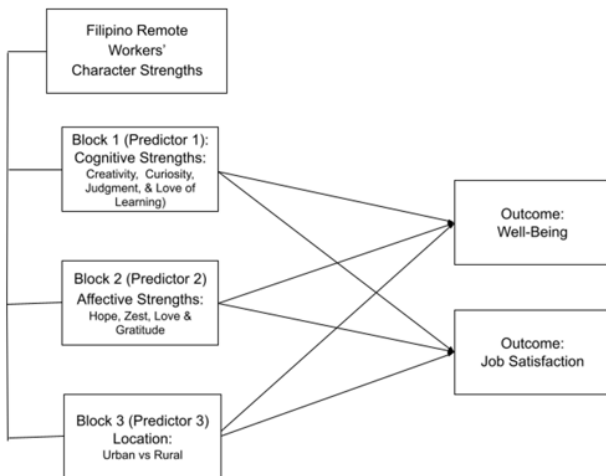 Filipino Remote
Workers'
Character Strengths
Block 1 (Predictor 1):
Cognitive Strengths:
Creativity, Curiosity,
Judgment, & Love of
Learning)
Block 2 (Predictor 2)
Affective Strengths:
Hope, Zest, Love &
Gratitude
Block 3 (Predictor 3)
Location:
Urban vs Rural
Outcome:
Well-Being
Outcome:
Job Satisfaction